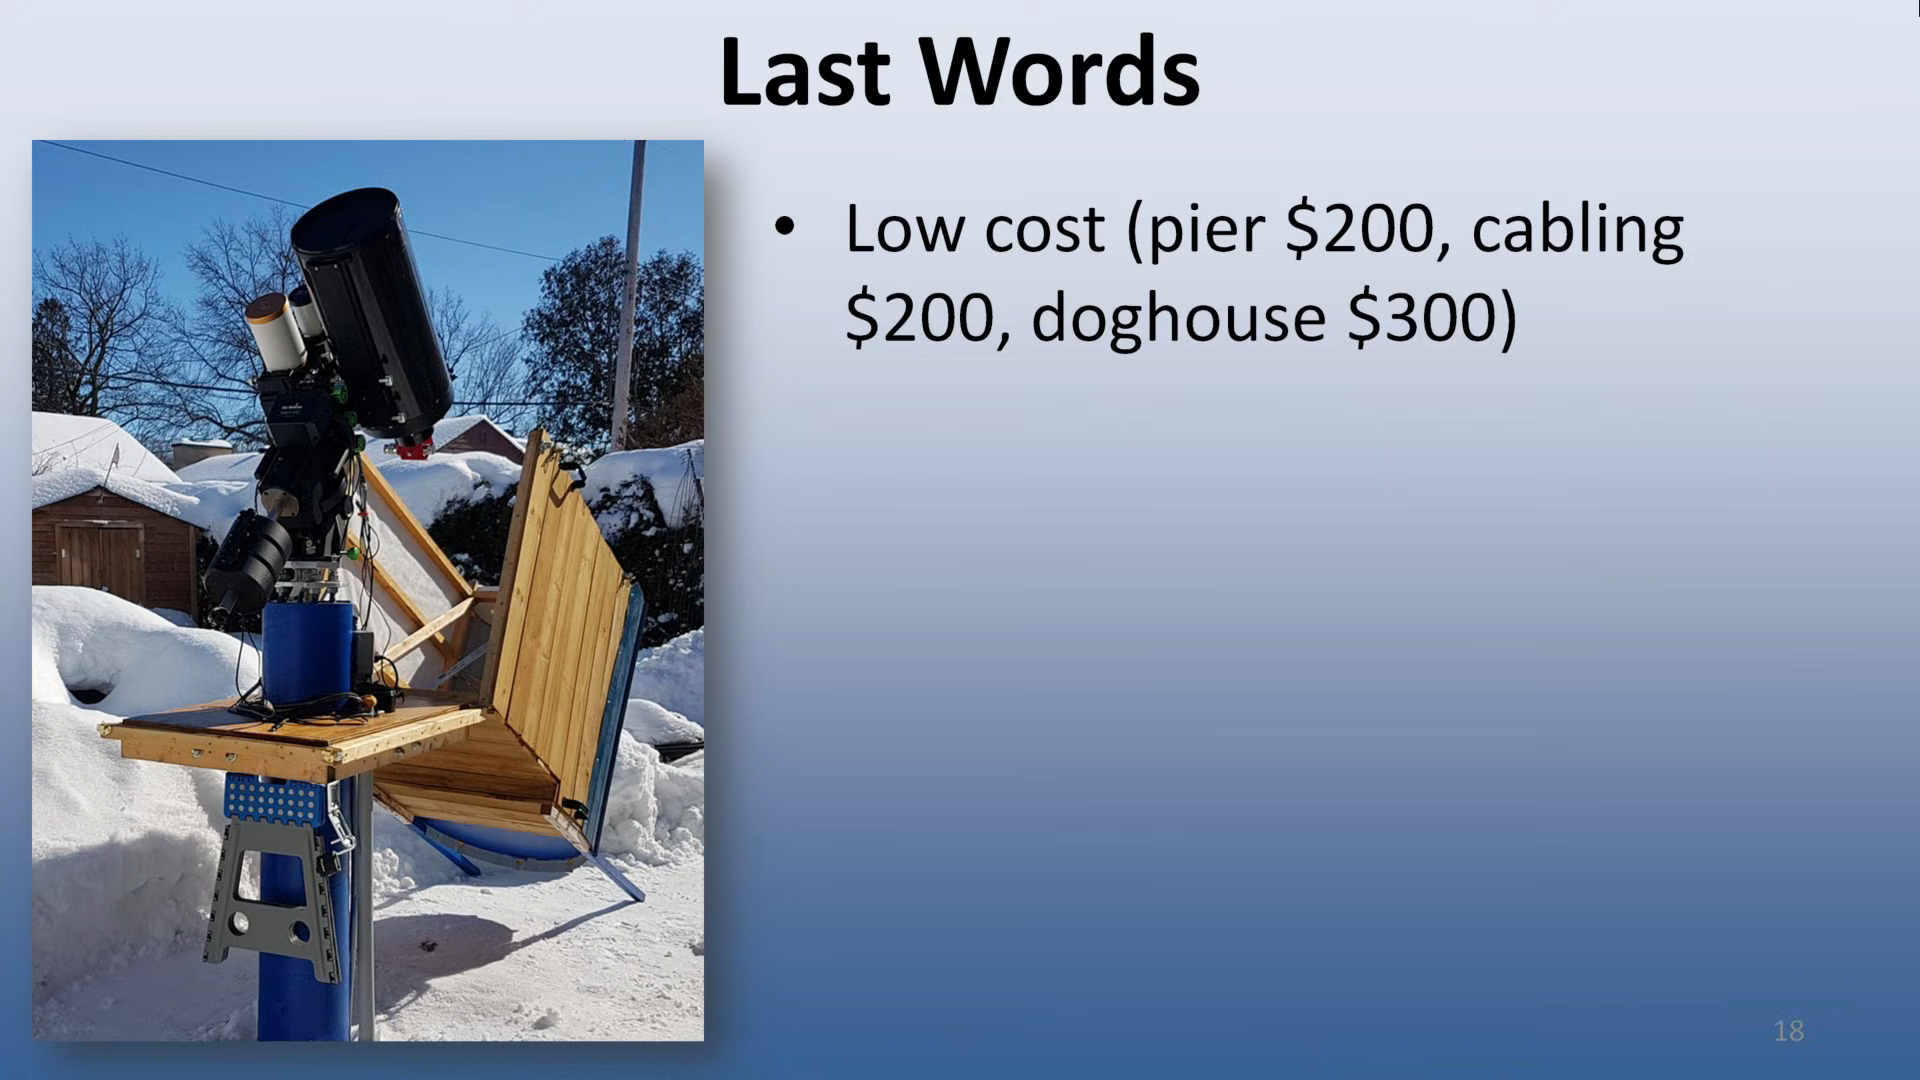 Last Words
• Low cost (pier $200, cabling
$200, doghouse $300)
18